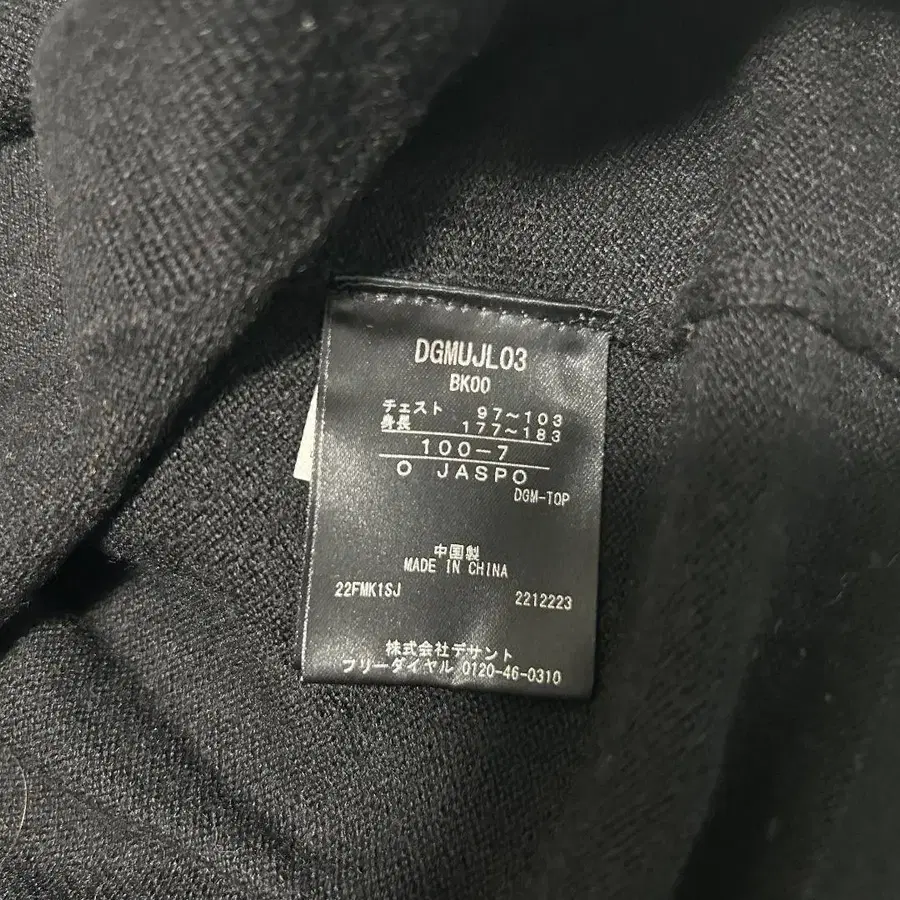 DGMUJL03
BK00
チェスト 97～103
身長 177～183
100-7
O JASPO
DGM-TOP
中国製
MADE IN CHINA
22FMK1SJ 2212223
株式会社デサント
フリーダイヤル 0120-46-0310